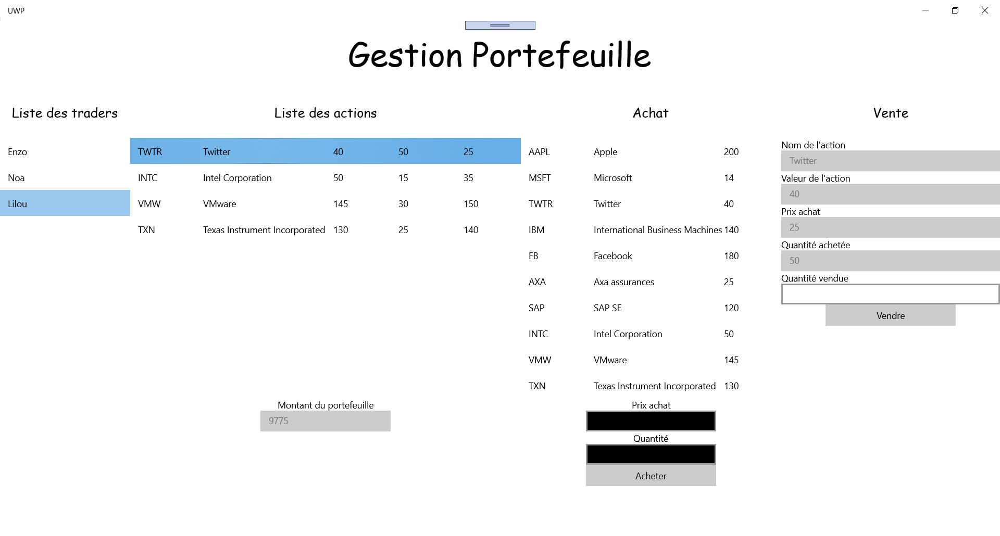 UWP
Gestion Portefeuille
Liste des traders
Enzo
Noa
Lilou
Liste des actions
TWTR Twitter 40 50 25
INTC Intel Corporation 50 15 35
VMW VMware 145 30 150
TXN Texas Instrument Incorporated 130 25 140
Montant du portefeuille
9775
Achat
AAPL Apple 200
MSFT Microsoft 14
TWTR Twitter 40
IBM International Business Machines 140
FB Facebook 180
AXA Axa assurances 25
SAP SAP SE 120
INTC Intel Corporation 50
VMW VMware 145
TXN Texas Instrument Incorporated 130
Prix achat
Quantité
Acheter
Vente
Nom de l'action
Twitter
Valeur de l'action
40
Prix achat
25
Quantité achetée
50
Quantité vendue
Vendre